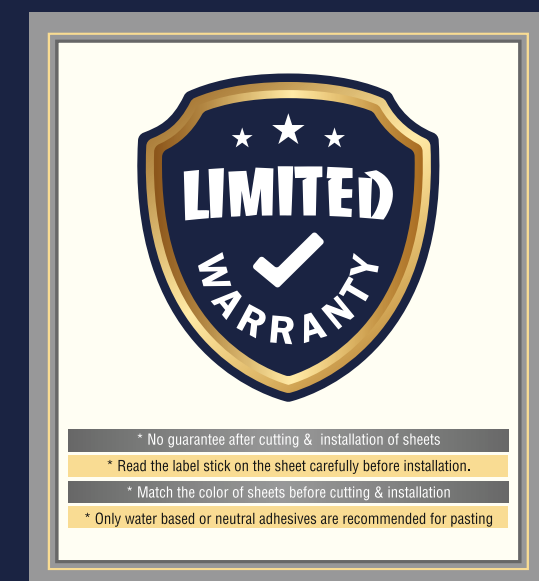 LIMITED
WARRANTY
* No guarantee after cutting & installation of sheets
* Read the label stick on the sheet carefully before installation.
* Match the color of sheets before cutting & installation
* Only water based or neutral adhesives are recommended for pasting